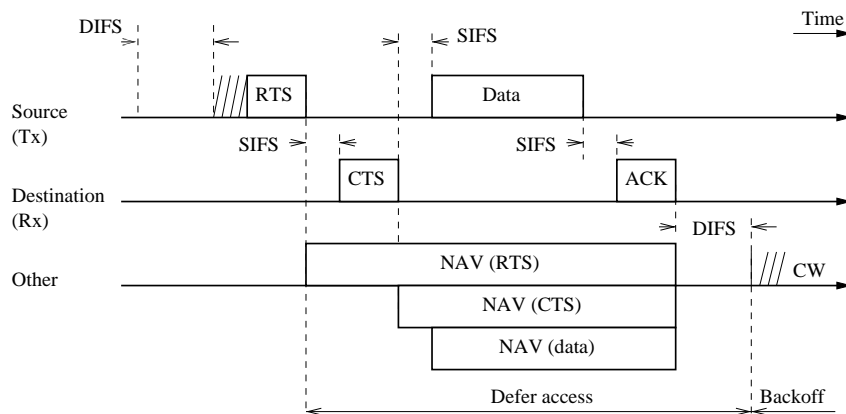 DIFS
SIFS
Time
RTS
Data
Source
(Tx)
SIFS
SIFS
CTS
ACK
Destination
(Rx)
DIFS
NAV (RTS)
CW
Other
NAV (CTS)
NAV (data)
Defer access
Backoff